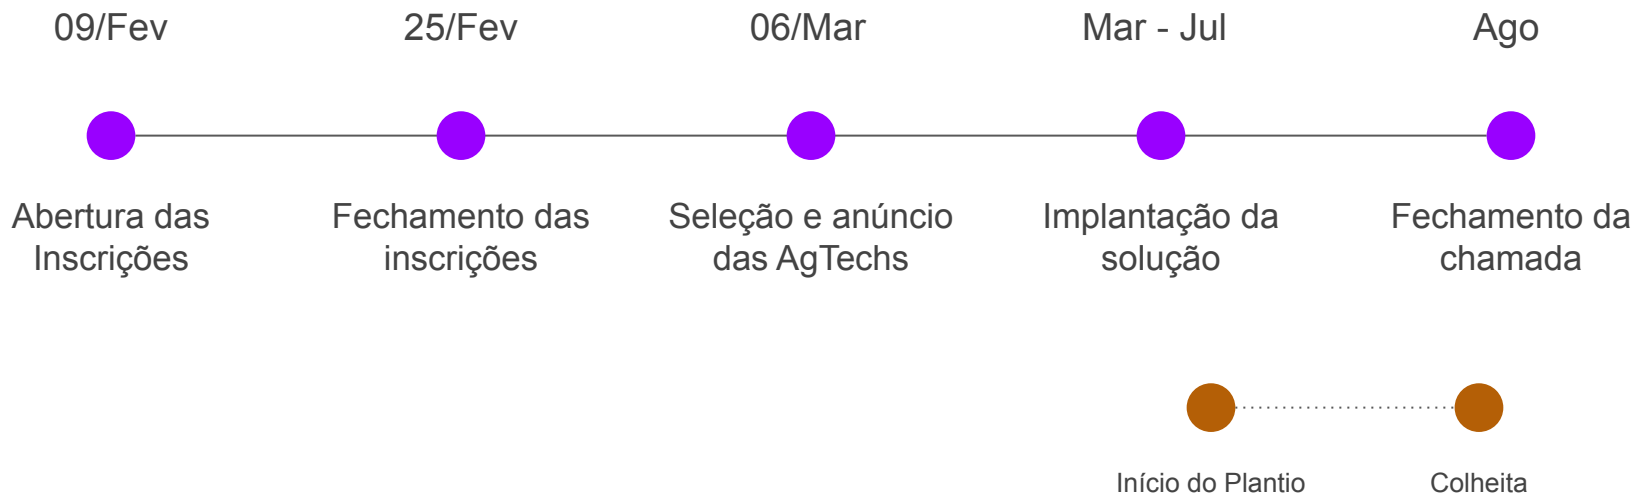 09/Fev
25/Fev
06/Mar
Mar - Jul
Ago
Abertura das
Inscrições
Fechamento das
inscrições
Seleção e anúncio
das AgTechs
Implantação da
solução
Fechamento da
chamada
Início do Plantio
Colheita